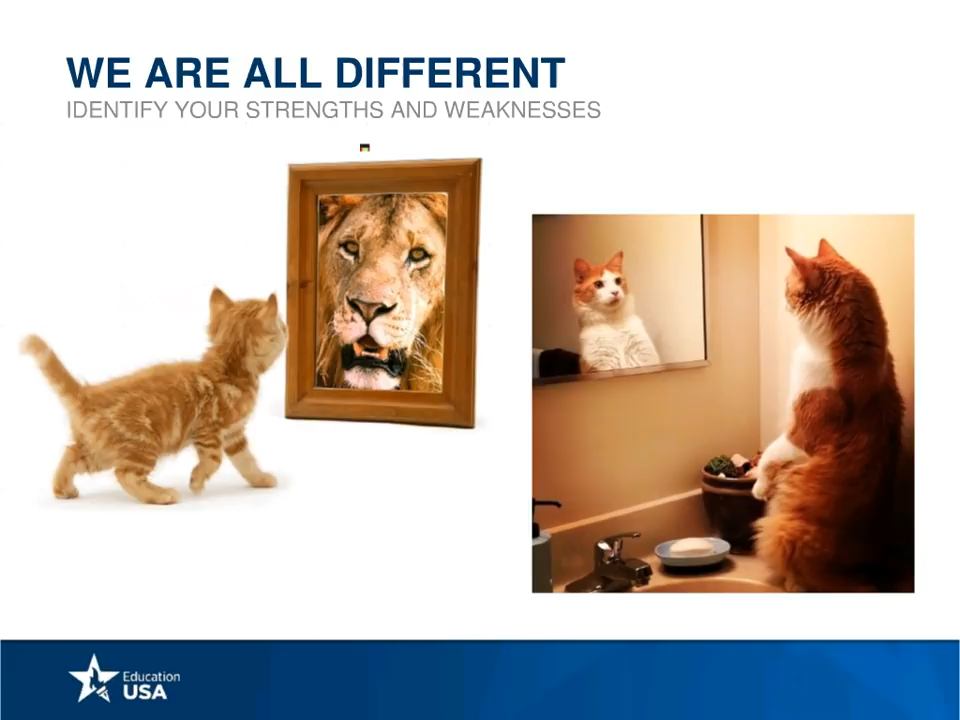 WE ARE ALL DIFFERENT
IDENTIFY YOUR STRENGTHS AND WEAKNESSES
Education
USA